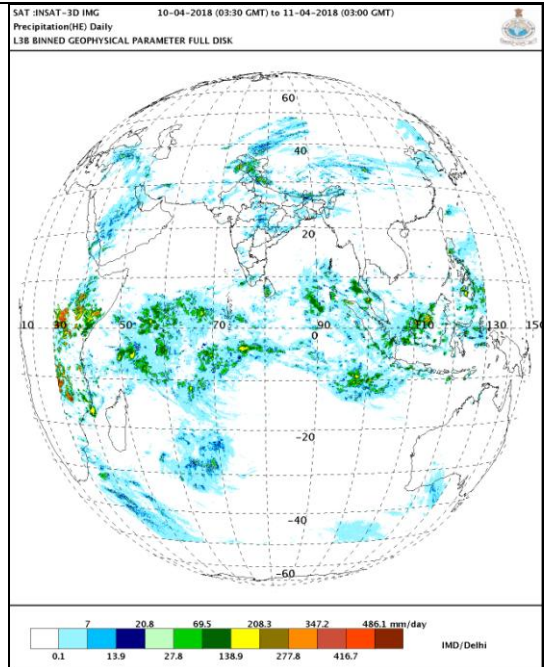 SAT :INSAT-3D IMG 10-04-2018 (03:30 GMT) to 11-04-2018 (03:00 GMT)
Precipitation(HE) Daily
L3B BINNED GEOPHYSICAL PARAMETER FULL DISK
60
40
20
10 30 50 70 90 110 130 150
0
-20
-40
-60
7 20.8 69.5 208.3 347.2 486.1 mm/day
0.1 13.9 27.8 138.9 277.8 416.7
IMD/Delhi